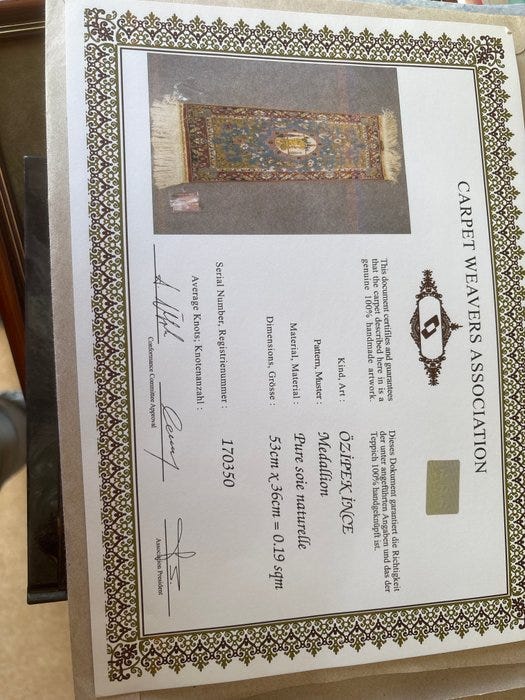 CARPET WEAVERS ASSOCIATION
This document certifies and guarantees
that the carpet described here in is a
genuine 100% handmade artwork
Dieses Dokument garantiert die Richtigkeit
der unter angeführten Angaben und das der
Teppich 100% handgeknüpft ist.
Kind, Art : ÖZİPEK İNCE
Pattern, Muster : Medallion
Material, Material : Pure soie naturelle
Dimensions, Grösse : 53cm x 36cm = 0.19 sqm
Serial Number, Registriernummer : 170350
Average Knots; Knotenanzahl :
Conformance Committee Approval
Association President